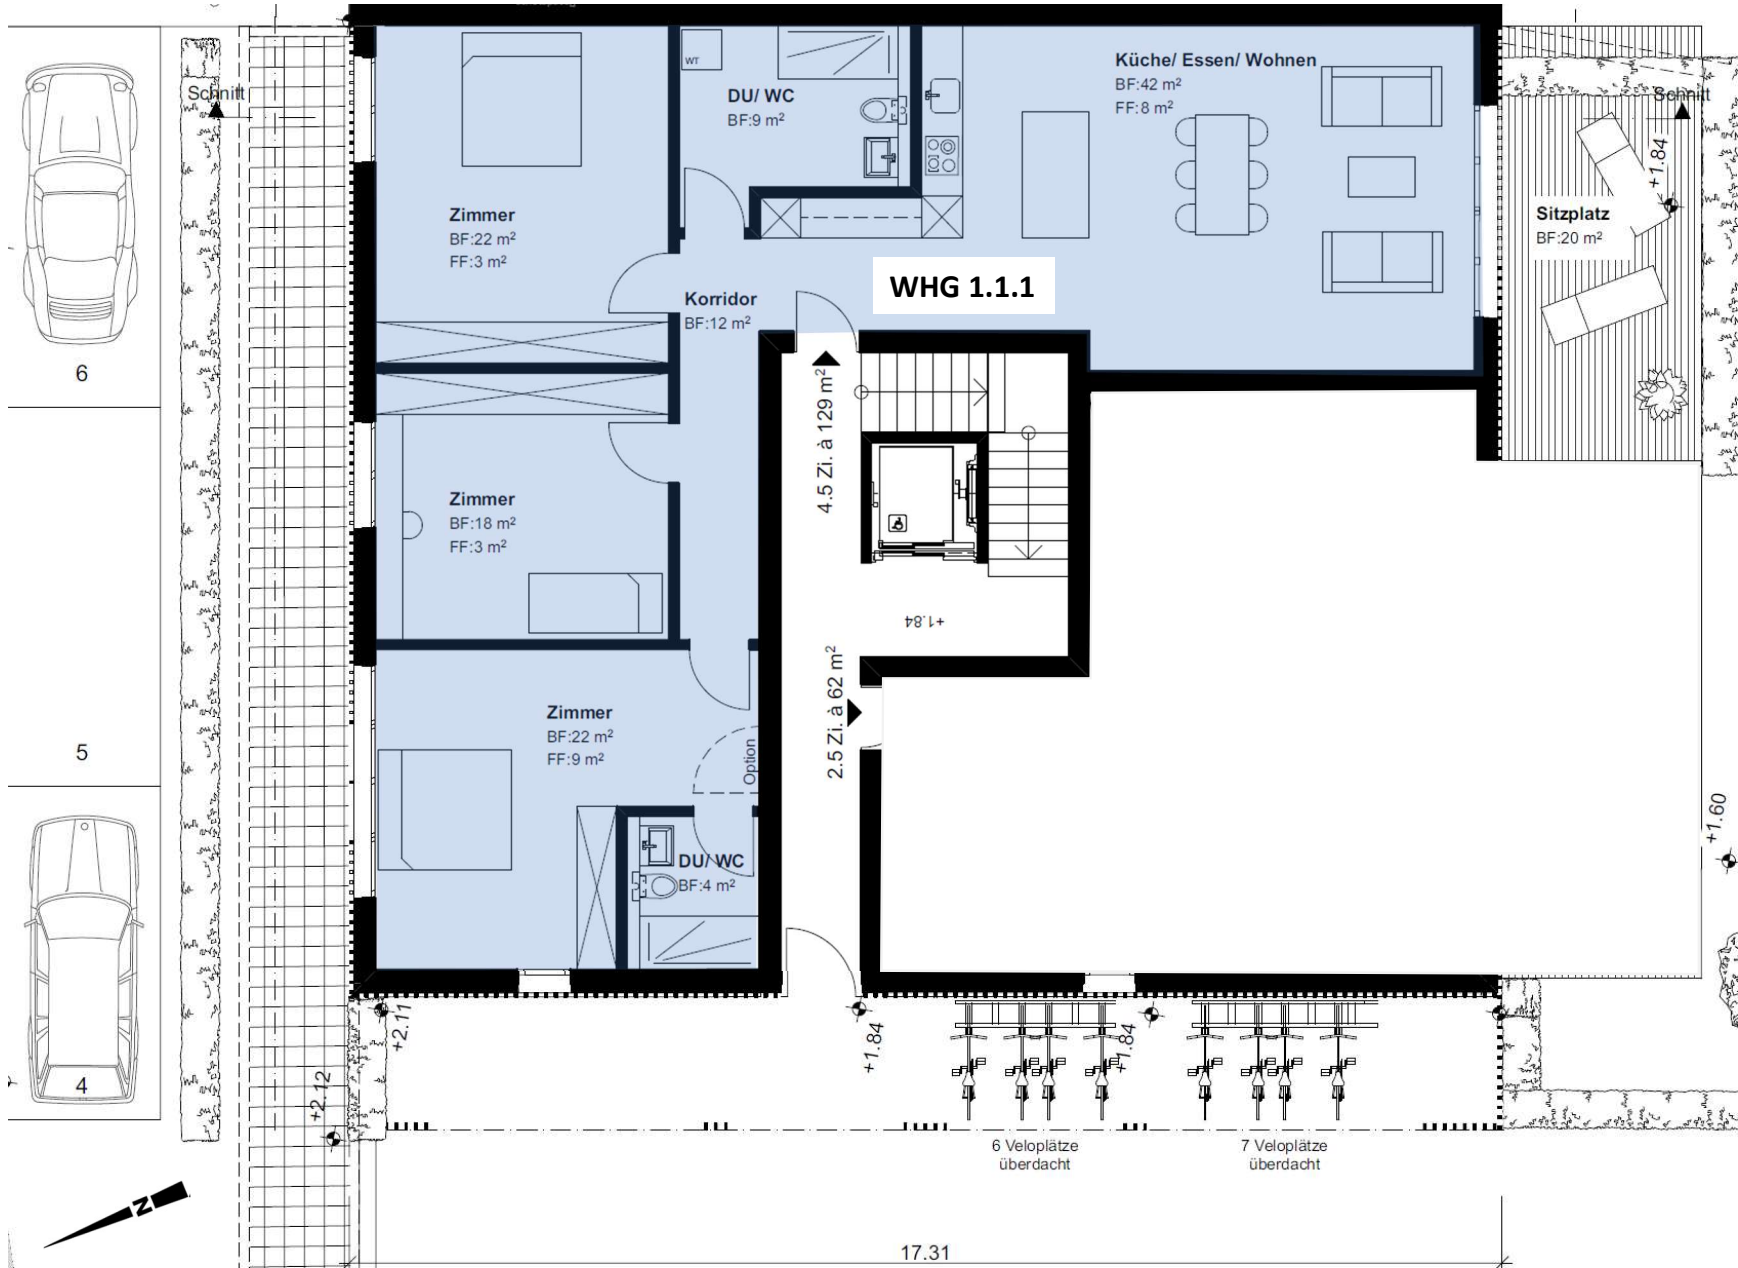 Schnitt
6
5
4
Zimmer
BF:22 m²
FF:3 m²
WT
DU/ WC
BF:9 m²
Küche/ Essen/ Wohnen
BF:42 m²
FF:8 m²
Schnitt
+1.84
Sitzplatz
BF:20 m²
WHG 1.1.1
Korridor
BF:12 m²
4.5 Zi. à 129 m²
Zimmer
BF:18 m²
FF:3 m²
+1.84
2.5 Zi. à 62 m²
Zimmer
BF:22 m²
FF:9 m²
Option
DU/ WC
BF:4 m²
+1.60
+2.11
+1.84
+1.84
+2.12
6 Veloplätze
überdacht
7 Veloplätze
überdacht
N
17.31